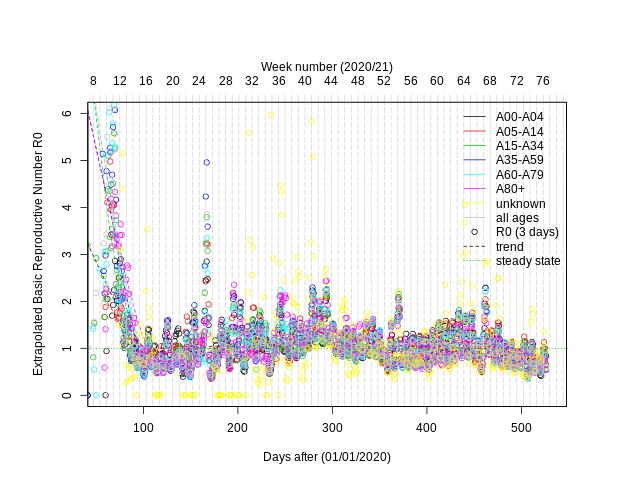 Week number (2020/21)
8 12 16 20 24 28 32 36 40 44 48 52 56 60 64 68 72 76
Extrapolated Basic Reproductive Number R0
6
5
4
3
2
1
0
A00-A04
A05-A14
A15-A34
A35-A59
A60-A79
A80+
unknown
all ages
R0 (3 days)
trend
steady state
100 200 300 400 500
Days after (01/01/2020)